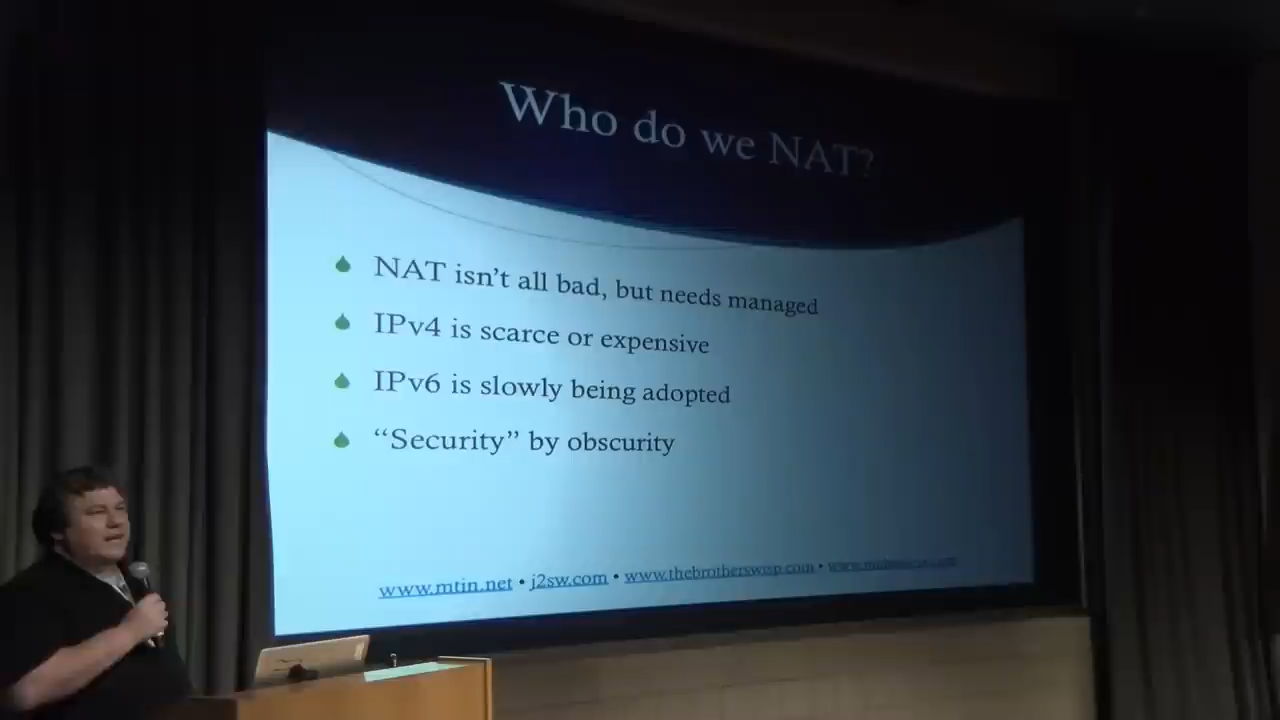 Who do we NAT?
NAT isn't all bad, but needs managed
IPv4 is scarce or expensive
IPv6 is slowly being adopted
“Security” by obscurity
www.mtin.net • j2sw.com • www.thebrotherswisp.com •